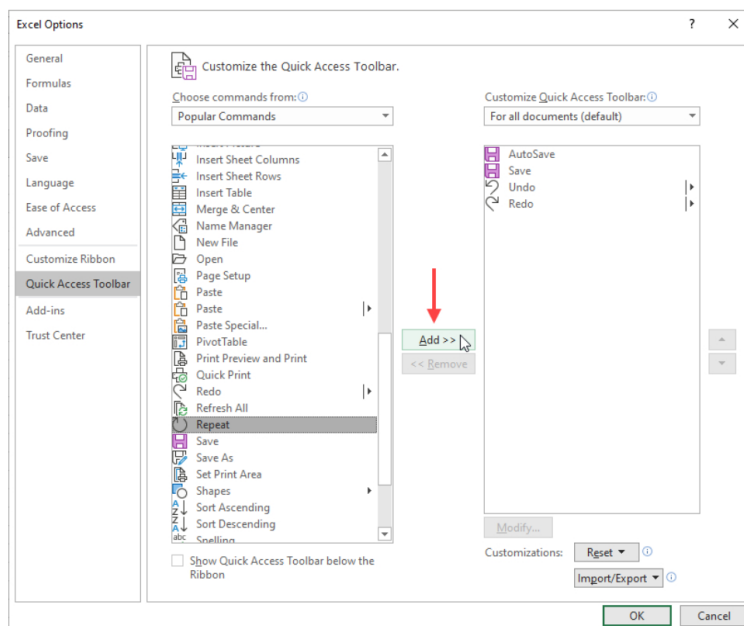 Excel Options
?
General
Formulas
Data
Proofing
Save
Language
Ease of Access
Advanced
Customize Ribbon
Quick Access Toolbar
Add-ins
Trust Center
Customize the Quick Access Toolbar.
Choose commands from:
Popular Commands
Insert Picture
Insert Sheet Columns
Insert Sheet Rows
Insert Table
Merge & Center
Name Manager
New File
Open
Page Setup
Paste
Paste
Paste Special...
PivotTable
Print Preview and Print
Quick Print
Redo
Refresh All
Repeat
Save
Save As
Set Print Area
Shapes
Sort Ascending
Sort Descending
Spelling
Show Quick Access Toolbar below the
Ribbon
Add >>
<< Remove
Customize Quick Access Toolbar:
For all documents (default)
AutoSave
Save
Undo
Redo
Modify...
Customizations:
Reset
Import/Export
OK
Cancel